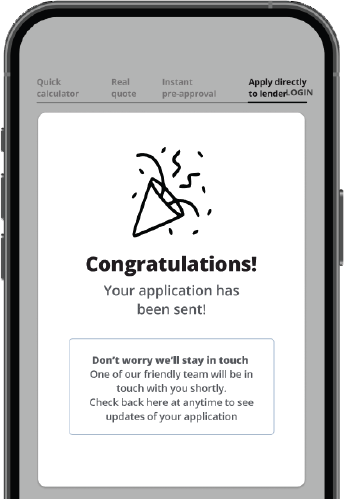 Quick
calculator
Real
quote
Instant
pre-approval
Apply directly
to lender
LOGIN
Congratulations!
Your application has
been sent!
Don't worry we'll stay in touch
One of our friendly team will be in
touch with you shortly.
Check back here at anytime to see
updates of your application